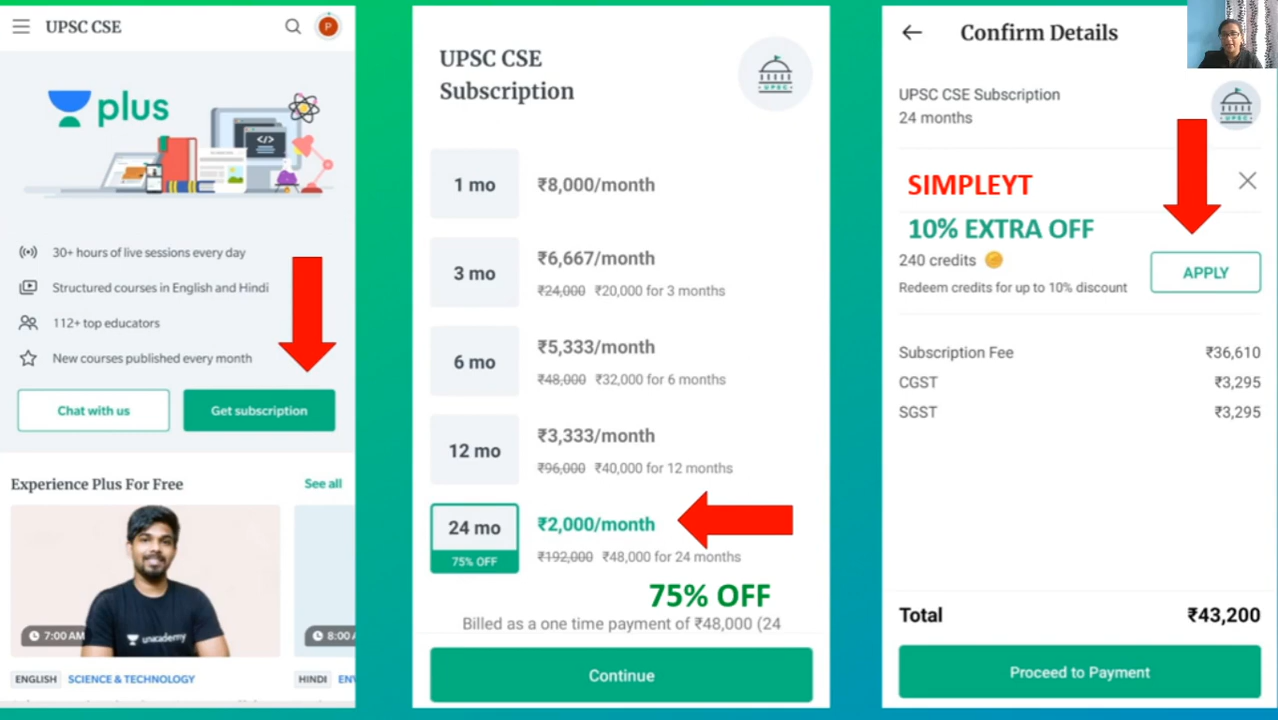 UPSC CSE
P
plus
</>
30+ hours of live sessions every day
Structured courses in English and Hindi
112+ top educators
New courses published every month
Chat with us
Get subscription
Experience Plus For Free
See all
7:00 AM
unacademy
8:00
ENGLISH
SCIENCE & TECHNOLOGY
HINDI
UPSC CSE
Subscription
UPSC
1 mo
₹8,000/month
3 mo
₹6,667/month
₹24,000 ₹20,000 for 3 months
6 mo
₹5,333/month
₹48,000 ₹32,000 for 6 months
12 mo
₹3,333/month
₹96,000 ₹40,000 for 12 months
24 mo
75% OFF
₹2,000/month
₹192,000 ₹48,000 for 24 months
75% OFF
Billed as a one time payment of ₹48,000 (24
Continue
Confirm Details
UPSC CSE Subscription
24 months
UPSC
SIMPLEYT
10% EXTRA OFF
240 credits
Redeem credits for up to 10% discount
APPLY
Subscription Fee ₹36,610
CGST ₹3,295
SGST ₹3,295
Total ₹43,200
Proceed to Payment